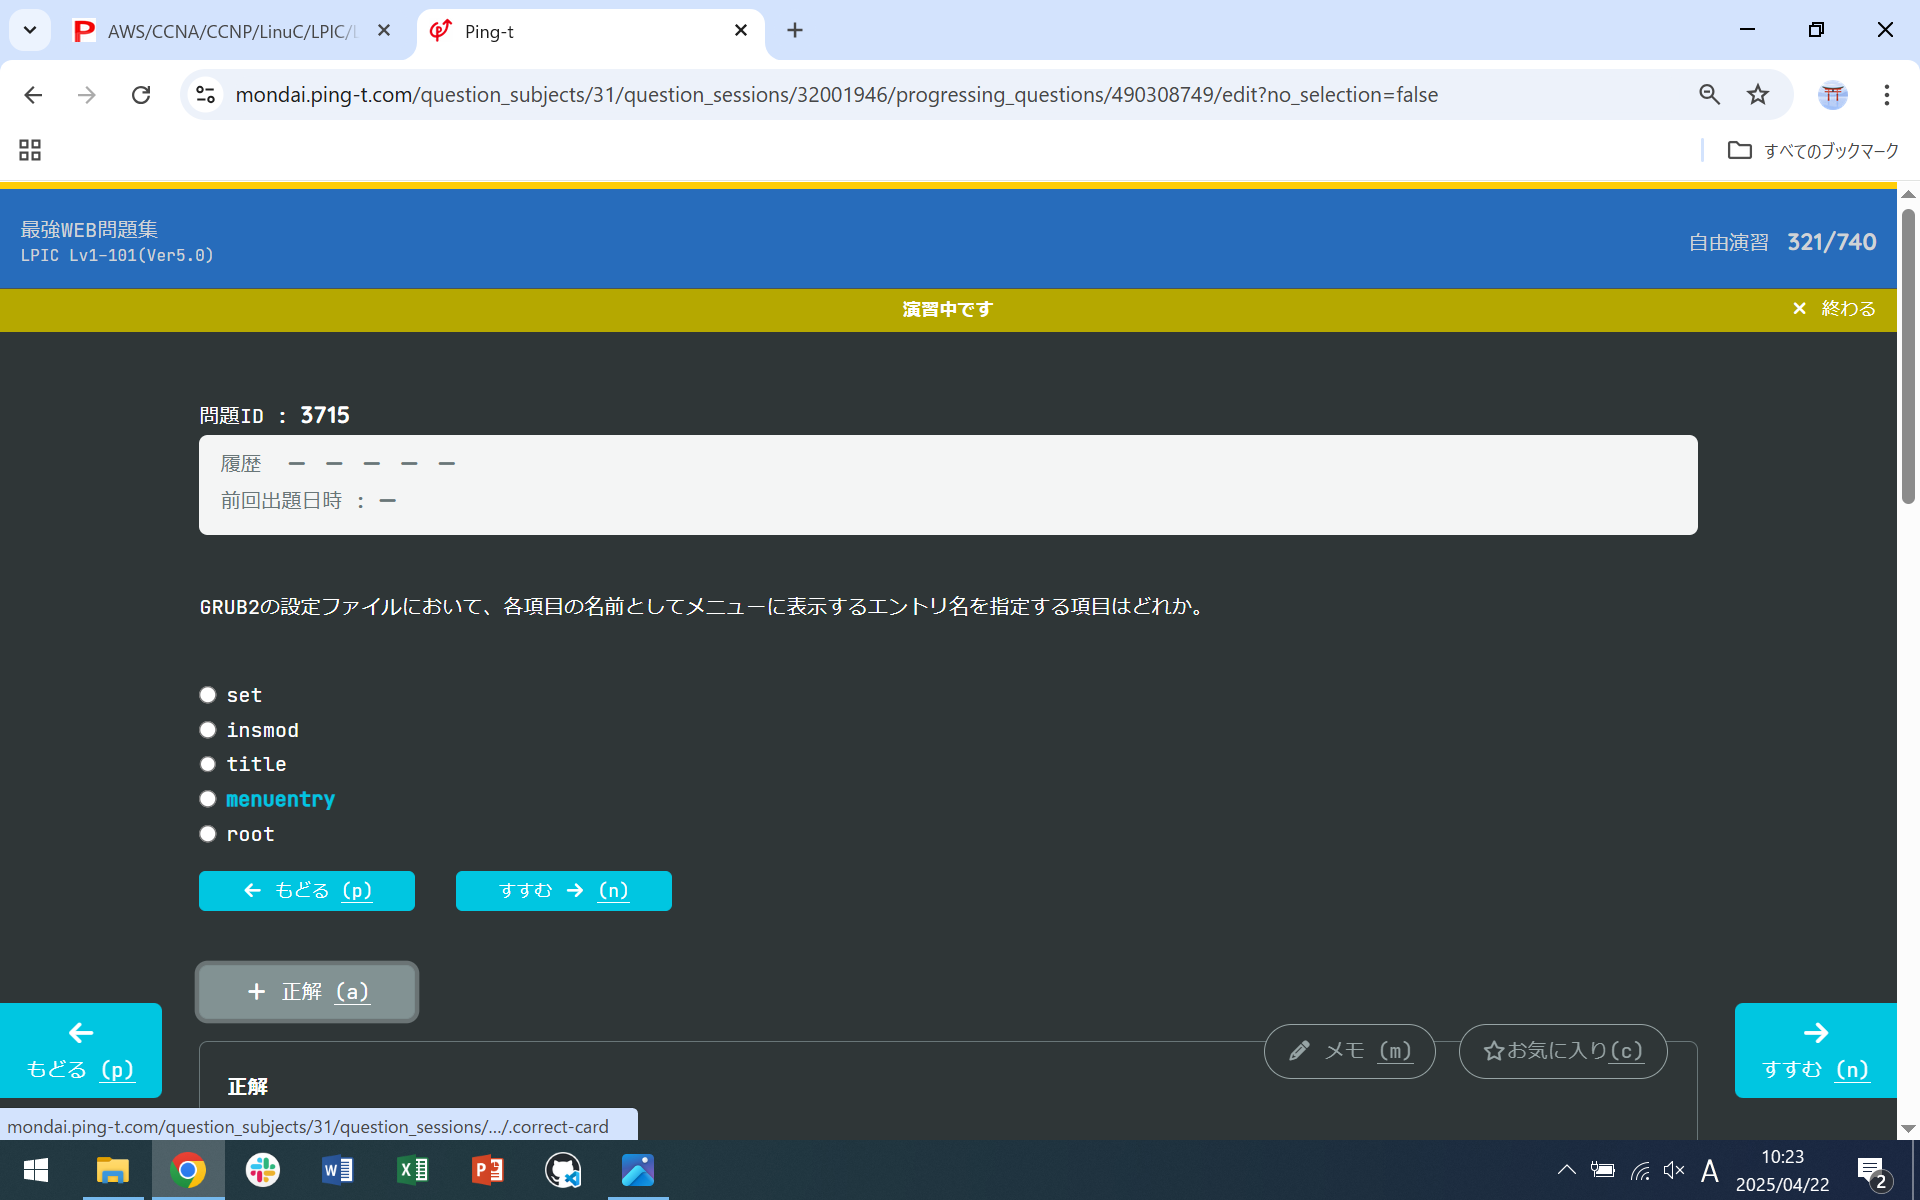 AWS/CCNA/CCNP/LinuC/LPIC/
Ping-t
mondai.ping-t.com/question_subjects/31/question_sessions/32001946/progressing_questions/490308749/edit?no_selection=false
すべてのブックマーク
最強WEB問題集
LPIC Lv1-101(Ver5.0)
自由演習 321/740
演習中です
× 終わる
問題ID : 3715
履歴 ー ー ー ー ー
前回出題日時 : ー
GRUB2の設定ファイルにおいて、各項目の名前としてメニューに表示するエントリ名を指定する項目はどれか。
set
insmod
title
menuentry
root
← もどる (p)
すすむ → (n)
+ 正解 (a)
← もどる (p)
メモ (m)
☆お気に入り(c)
→ すすむ (n)
正解
mondai.ping-t.com/question_subjects/31/question_sessions/.../.correct-card
A
10:23
2025/04/22
2